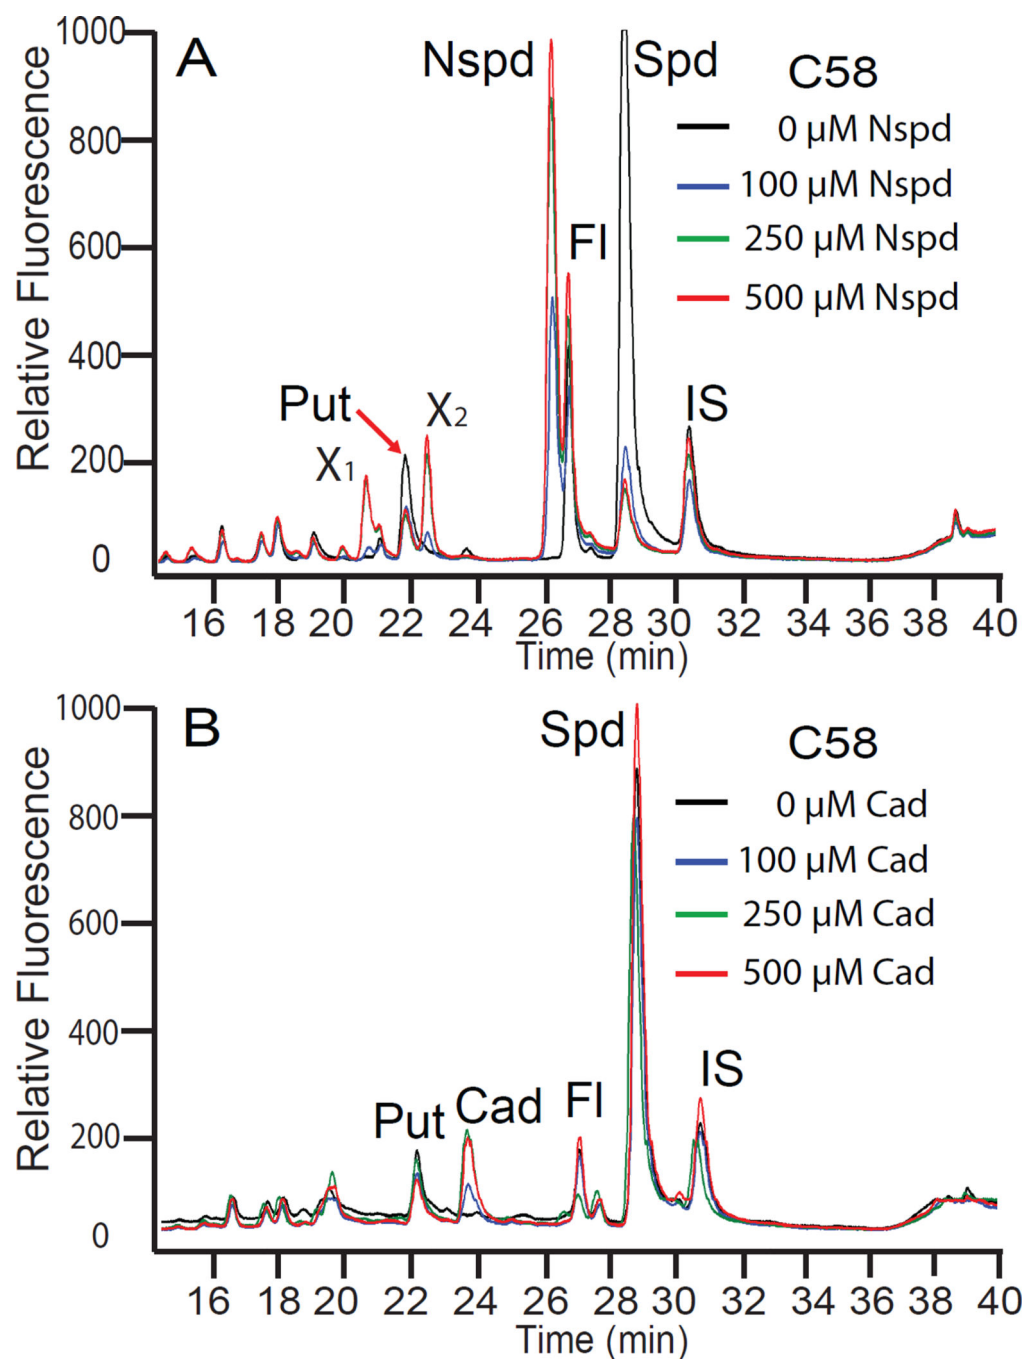 A
Nspd
Spd
C58
0 μM Nspd
100 μM Nspd
250 μM Nspd
500 μM Nspd
FI
Put
X1
X2
IS
Relative Fluorescence
1000
800
600
400
200
0
16 18 20 22 24 26 28 30 32 34 36 38 40
Time (min)
B
Spd
C58
0 μM Cad
100 μM Cad
250 μM Cad
500 μM Cad
Put
Cad
FI
IS
Relative Fluorescence
1000
800
600
400
200
0
16 18 20 22 24 26 28 30 32 34 36 38 40
Time (min)